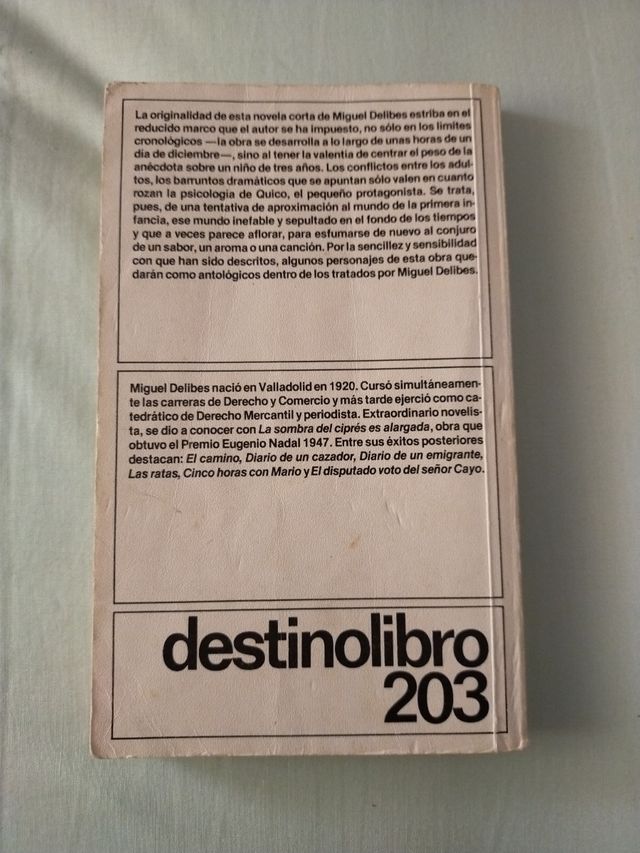 La originalidad de esta novela corta de Miguel Delibes estriba en el
reducido marco que el autor se ha impuesto, no sólo en los límites
cronológicos —la obra se desarrolla a lo largo de unas horas de un
día de diciembre—, sino al tener la valentía de centrar el peso de la
anécdota sobre un niño de tres años. Los conflictos entre los adul-
tos, los barruntos dramáticos que se apuntan sólo valen en cuanto
rozan la psicología de Quico, el pequeño protagonista. Se trata,
pues, de una tentativa de aproximación al mundo de la primera in-
fancia, ese mundo inefable y sepultado en el fondo de los tiempos
y que a veces parece aflorar, para esfumarse de nuevo al conjuro
de un sabor, un aroma o una canción. Por la sencillez y sensibilidad
con que han sido descritos, algunos personajes de esta obra que-
darán como antológicos dentro de los tratados por Miguel Delibes.
Miguel Delibes nació en Valladolid en 1920. Cursó simultáneamen-
te las carreras de Derecho y Comercio y más tarde ejerció como ca-
tedrático de Derecho Mercantil y periodista. Extraordinario novelis-
ta, se dio a conocer con La sombra del ciprés es alargada, obra que
obtuvo el Premio Eugenio Nadal 1947. Entre sus éxitos posteriores
destacan: El camino, Diario de un cazador, Diario de un emigrante,
Las ratas, Cinco horas con Mario y El disputado voto del señor Cayo.
destinolibro
203